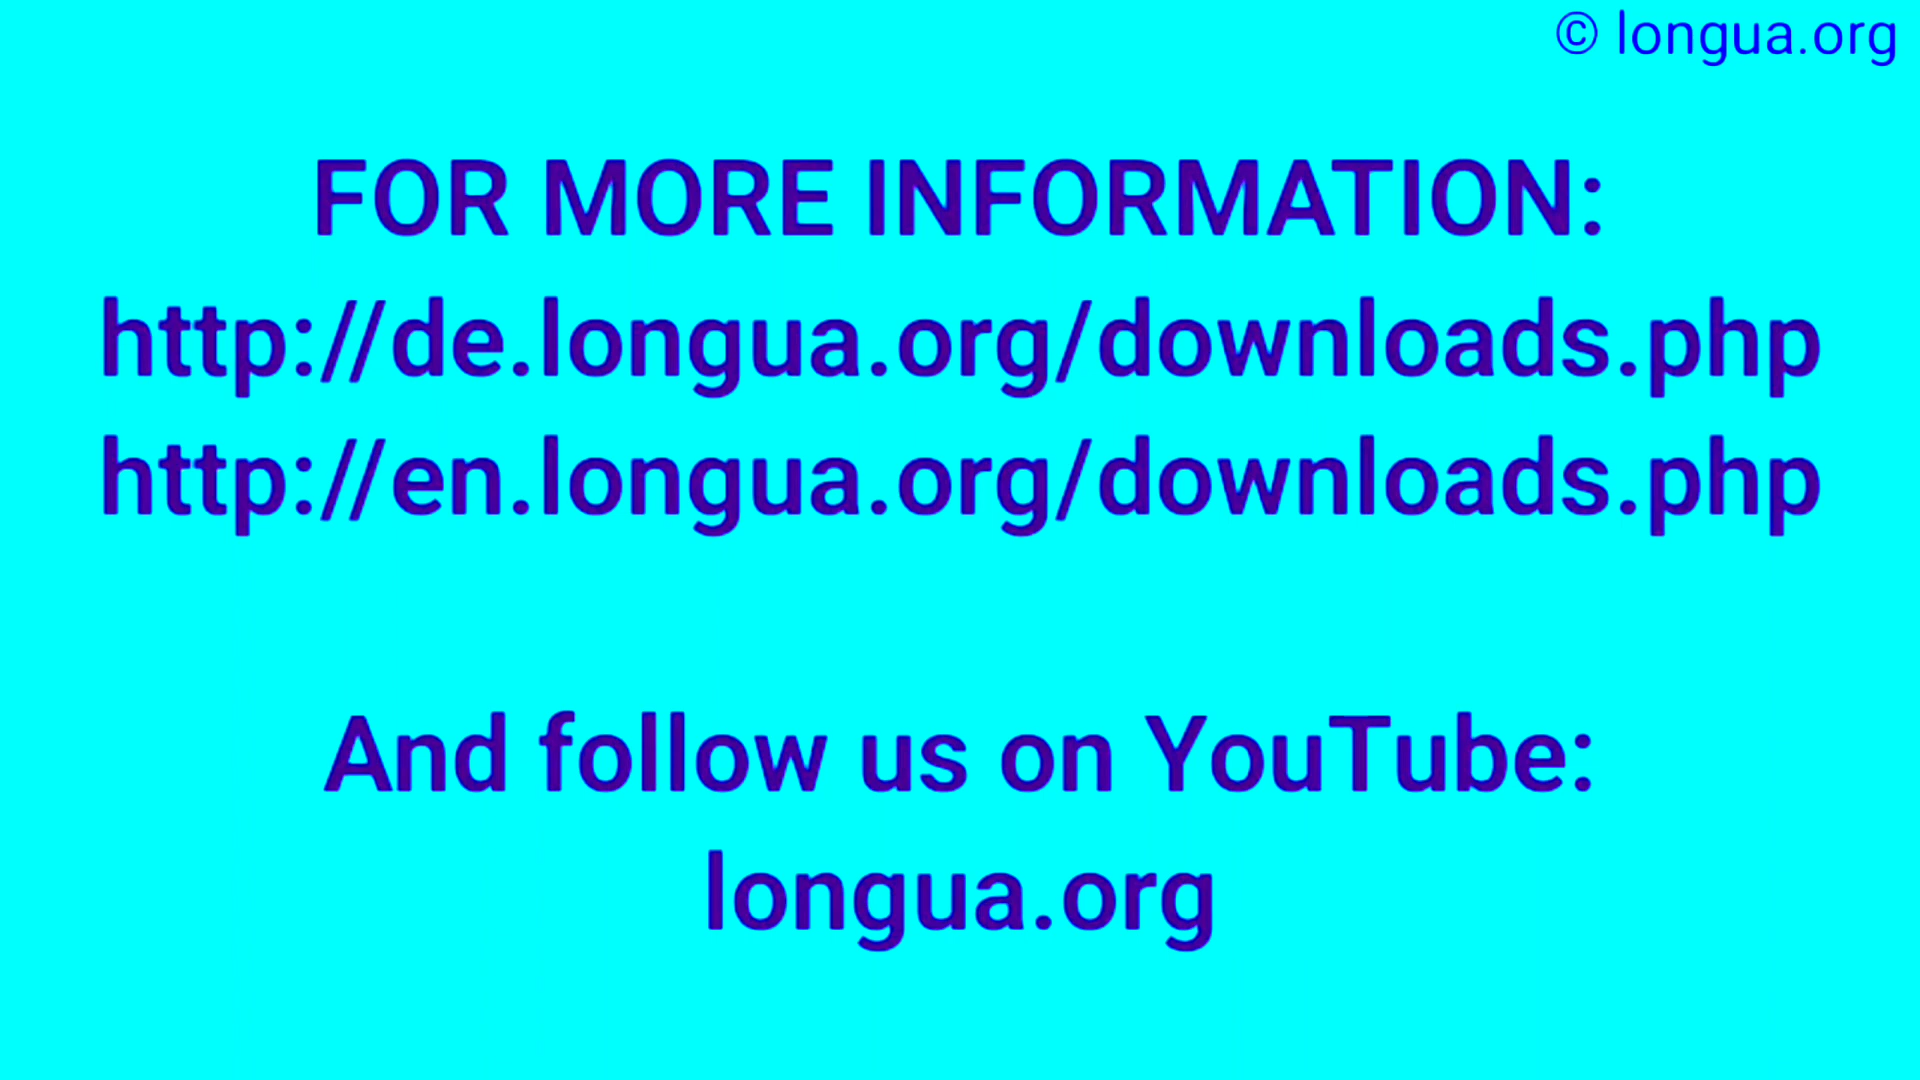 © longua.org
FOR MORE INFORMATION:
http://de.longua.org/downloads.php
http://en.longua.org/downloads.php
And follow us on YouTube:
longua.org